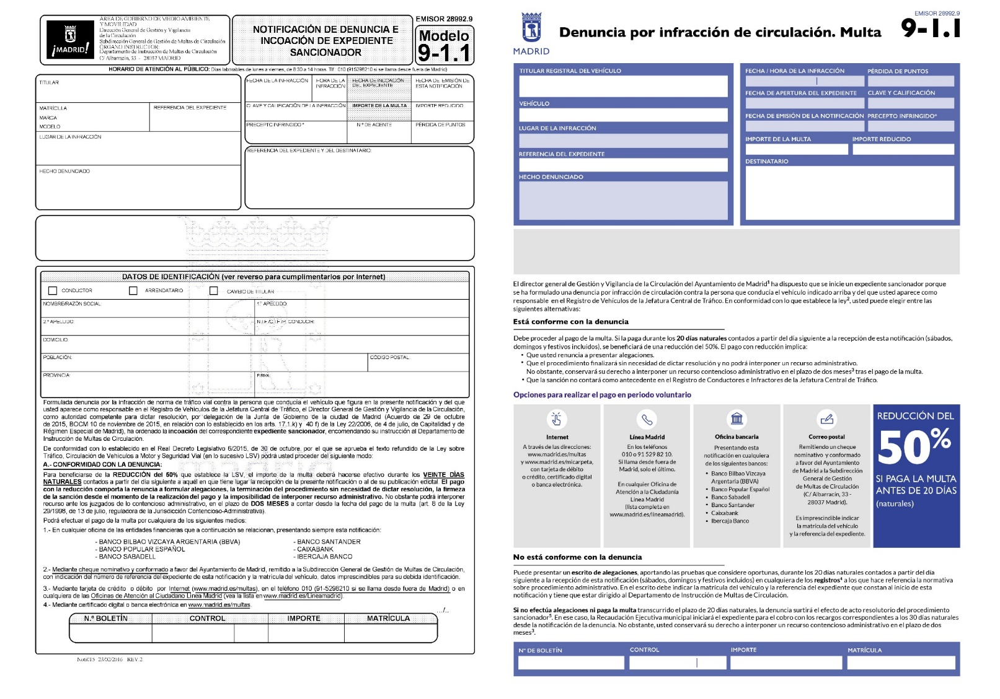 ¡MADRID!
ÁREA DE GOBIERNO DE MEDIO AMBIENTE
Y MOVILIDAD
Dirección General de Gestión y Vigilancia
de la Circulación
Subdirección General de Gestión de Multas de Circulación
ÓRGANO INSTRUCTOR:
Departamento de Instrucción de Multas de Circulación
C/ Albarracín, 33 - 28037 MADRID
NOTIFICACIÓN DE DENUNCIA E
INCOACIÓN DE EXPEDIENTE
SANCIONADOR
EMISOR 28992.9
Modelo
9-1.1
HORARIO DE ATENCIÓN AL PÚBLICO: Días laborables de lunes a viernes, de 8:30 a 14 horas. Tlf.: 010 (915298210 si se llama desde fuera de Madrid)
TITULAR
MATRÍCULA
REFERENCIA DEL EXPEDIENTE
MARCA
MODELO
LUGAR DE LA INFRACCIÓN
HECHO DENUNCIADO
FECHA DE LA INFRACCIÓN
HORA DE LA
INFRACCIÓN
FECHA DE INCOACIÓN
DEL EXPEDIENTE
FECHA DE EMISIÓN DE
ESTA NOTIFICACIÓN
CLAVE Y CALIFICACIÓN DE LA INFRACCIÓN
IMPORTE DE LA MULTA
IMPORTE REDUCIDO
PRECEPTO INFRINGIDO *
N.º DE AGENTE
PÉRDIDA DE PUNTOS
REFERENCIA DEL EXPEDIENTE Y DEL DESTINATARIO:
DATOS DE IDENTIFICACIÓN (ver reverso para cumplimentarlos por Internet)
CONDUCTOR
ARRENDATARIO
CAMBIO DE TITULAR
NOMBRE/RAZÓN SOCIAL:
1.º APELLIDO:
2.º APELLIDO:
N.I.F./C.I.F./P. CONDUCIR:
DOMICILIO:
POBLACIÓN:
CÓDIGO POSTAL:
PROVINCIA:
FIRMA:
Formulada denuncia por la infracción de norma de tráfico vial contra la persona que conducía el vehículo que figura en la presente notificación y del que
usted aparece como responsable en el Registro de Vehículos de la Jefatura Central de Tráfico, el Director General de Gestión y Vigilancia de la Circulación,
como autoridad competente para dictar resolución, por delegación de la Junta de Gobierno de la ciudad de Madrid (Acuerdo de 29 de octubre
de 2015, BOCM 10 de noviembre de 2015, en relación con lo establecido en los arts. 17.1.k) y 40 f) de la Ley 22/2006, de 4 de julio, de Capitalidad y de
Régimen Especial de Madrid), ha ordenado la incoación del correspondiente expediente sancionador, encomendando su instrucción al Departamento de
Instrucción de Multas de Circulación.
De conformidad con lo establecido en el Real Decreto Legislativo 6/2015, de 30 de octubre, por el que se aprueba el texto refundido de la Ley sobre
Tráfico, Circulación de Vehículos a Motor y Seguridad Vial (en lo sucesivo LSV) podrá usted proceder del siguiente modo:
A.- CONFORMIDAD CON LA DENUNCIA:
Para beneficiarse de la REDUCCIÓN del 50% que establece la LSV, el importe de la multa deberá hacerse efectivo durante los VEINTE DÍAS
NATURALES contados a partir del día siguiente a aquél en que tiene lugar la recepción de la presente notificación o al de su publicación edictal. El pago
con la reducción comporta la renuncia a formular alegaciones, la terminación del procedimiento sin necesidad de dictar resolución, la firmeza
de la sanción desde el momento de la realización del pago y la imposibilidad de interponer recurso administrativo. No obstante podrá interponer
recurso ante los juzgados de lo contencioso administrativo, en el plazo de DOS MESES a contar desde la fecha del pago de la multa (art. 8 de la Ley
29/1998, de 13 de julio, reguladora de la Jurisdicción Contencioso-Administrativa).
Podrá efectuar el pago de la multa por cualquiera de los siguientes medios:
1.- En cualquier oficina de las entidades financieras que a continuación se relacionan, presentando siempre esta notificación:
- BANCO BILBAO VIZCAYA ARGENTARIA (BBVA)
- BANCO SANTANDER
- BANCO POPULAR ESPAÑOL
- CAIXABANK
- BANCO SABADELL
- IBERCAJA BANCO
2.- Mediante cheque nominativo y conformado a favor del Ayuntamiento de Madrid, remitido a la Subdirección General de Gestión de Multas de Circulación,
con indicación del número de referencia del expediente de esta notificación y la matrícula del vehículo, datos imprescindibles para su debida identificación.
3.- Mediante tarjeta de crédito o débito por Internet (www.madrid.es/multas), en el teléfono 010 (91-5298210 si se llama desde fuera de Madrid) o en
cualquiera de las Oficinas de Atención al Ciudadano Línea Madrid (vea la lista en www.madrid.es/Lineamadrid).
4.- Mediante certificado digital o banca electrónica en www.madrid.es/multas.
.../..
N.º BOLETÍN
CONTROL
IMPORTE
MATRÍCULA
Noti015 23/02/2016 REV.2
MADRID
Denuncia por infracción de circulación. Multa
EMISOR 28992.9
9-1.1
TITULAR REGISTRAL DEL VEHÍCULO
VEHÍCULO
LUGAR DE LA INFRACCIÓN
REFERENCIA DEL EXPEDIENTE
HECHO DENUNCIADO
FECHA / HORA DE LA INFRACCIÓN
PÉRDIDA DE PUNTOS
FECHA DE APERTURA DEL EXPEDIENTE
CLAVE Y CALIFICACIÓN
FECHA DE EMISIÓN DE LA NOTIFICACIÓN
PRECEPTO INFRINGIDO*
IMPORTE DE LA MULTA
IMPORTE REDUCIDO
DESTINATARIO
El director general de Gestión y Vigilancia de la Circulación del Ayuntamiento de Madrid¹ ha dispuesto que se inicie un expediente sancionador porque
se ha formulado una denuncia por infracción de circulación contra la persona que conducía el vehículo indicado arriba y del que usted aparece como
responsable en el Registro de Vehículos de la Jefatura Central de Tráfico. En conformidad con lo que establece la ley², usted puede elegir entre las
siguientes alternativas:
Está conforme con la denuncia
Debe proceder al pago de la multa. Si la paga durante los 20 días naturales contados a partir del día siguiente a la recepción de esta notificación (sábados,
domingos y festivos incluidos), se beneficiará de una reducción del 50%. El pago con reducción implica:
• Que usted renuncia a presentar alegaciones.
• Que el procedimiento finalizará sin necesidad de dictar resolución y no podrá interponer un recurso administrativo.
No obstante, conservará su derecho a interponer un recurso contencioso administrativo en el plazo de dos meses³ tras el pago de la multa.
• Que la sanción no contará como antecedente en el Registro de Conductores e Infractores de la Jefatura Central de Tráfico.
Opciones para realizar el pago en periodo voluntario
Internet
A través de las direcciones:
www.madrid.es/multas
y www.madrid.es/micarpeta,
con tarjeta de débito
o crédito, certificado digital
o banca electrónica.
Línea Madrid
En los teléfonos
010 o 91 529 82 10.
Si llama desde fuera de
Madrid, solo el último.
En cualquier Oficina de
Atención a la Ciudadanía
Línea Madrid
(lista completa en
www.madrid.es/lineamadrid).
Oficina bancaria
Presentando esta
notificación en cualquiera
de los siguientes bancos:
• Banco Bilbao Vizcaya
Argentaria (BBVA)
• Banco Popular Español
• Banco Sabadell
• Banco Santander
• Caixabank
• Ibercaja Banco
Correo postal
Remitiendo un cheque
nominativo y conformado
a favor del Ayuntamiento
de Madrid a la Subdirección
General de Gestión
de Multas de Circulación
(C/ Albarracín, 33 -
28037 Madrid).
Es imprescindible indicar
la matrícula del vehículo
y la referencia del expediente.
REDUCCIÓN DEL
50%
SI PAGA LA MULTA
ANTES DE 20 DÍAS
(naturales)
No está conforme con la denuncia
Puede presentar un escrito de alegaciones, aportando las pruebas que considere oportunas, durante los 20 días naturales contados a partir del día
siguiente a la recepción de esta notificación (sábados, domingos y festivos incluidos) en cualquiera de los registros⁴ a los que hace referencia la normativa
sobre procedimiento administrativo. En el escrito debe indicar la matrícula del vehículo y la referencia del expediente que constan al inicio de esta
notificación y tiene que estar dirigido al Departamento de Instrucción de Multas de Circulación.
Si no efectúa alegaciones ni paga la multa transcurrido el plazo de 20 días naturales, la denuncia surtirá el efecto de acto resolutorio del procedimiento
sancionador⁵. En ese caso, la Recaudación Ejecutiva municipal iniciará el expediente para el cobro con los recargos correspondientes a los 30 días naturales
desde la notificación de la denuncia. No obstante, usted conservará su derecho a interponer un recurso contencioso administrativo en el plazo de dos
meses³.
Nº DE BOLETÍN
CONTROL
IMPORTE
MATRÍCULA